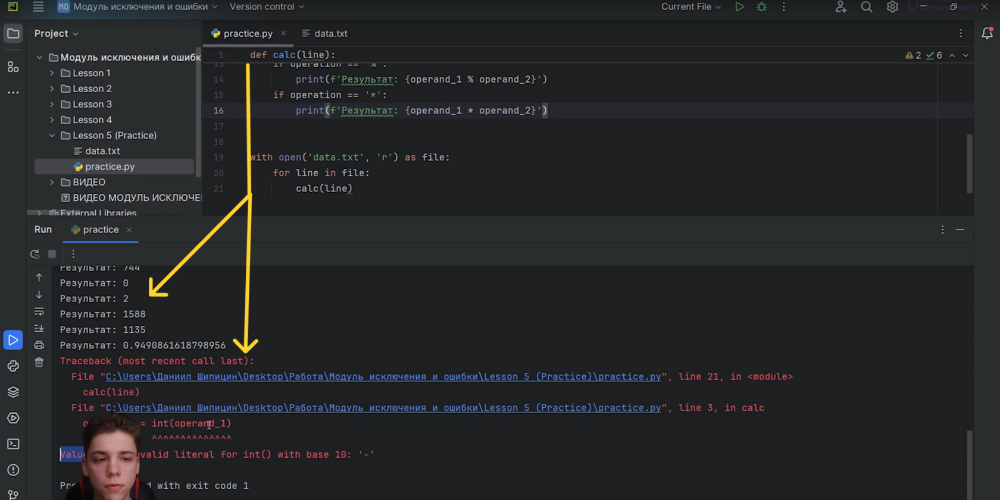 MO Модуль исключения и ошибки Version control Current File
Project
practice.py data.txt
Модуль исключения и ошибк
Lesson 1
Lesson 2
Lesson 3
Lesson 4
Lesson 5 (Practice)
data.txt
practice.py
ВИДЕО
ВИДЕО МОДУЛЬ ИСКЛЮЧЕ
External Libraries
1 def calc(line): 2 6
13 if operation == '%':
14 print(f'Результат: {operand_1 % operand_2}')
15 if operation == '*':
16 print(f'Результат: {operand_1 * operand_2}')
17
18
19 with open('data.txt', 'r') as file:
20 for line in file:
21 calc(line)
Run practice
Результат: 744
Результат: 0
Результат: 2
Результат: 1588
Результат: 1135
Результат: 0.9490861618798956
Traceback (most recent call last):
File "C:\Users\Даниил Шипицин\Desktop\Работа\Модуль исключения и ошибки\Lesson 5 (Practice)\practice.py", line 21, in <module>
calc(line)
File "C:\Users\Даниил Шипицин\Desktop\Работа\Модуль исключения и ошибки\Lesson 5 (Practice)\practice.py", line 3, in calc
= int(operand_1)
^^^^^^^^^^^^^^
Valu valid literal for int() with base 10: '-'
with exit code 1